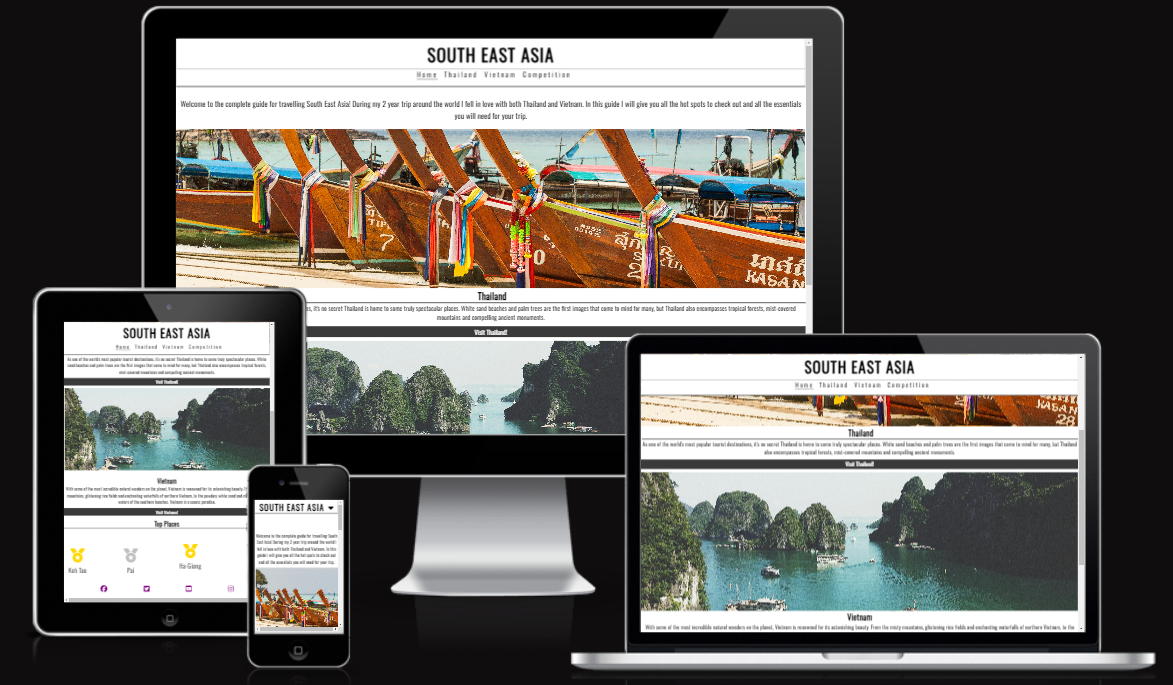 SOUTH EAST ASIA
Home Thailand Vietnam Competition
Welcome to the complete guide for travelling South East Asia! During my 2 year trip around the world I fell in love with both Thailand and Vietnam. In this guide I will give you all the hot spots to check out and all the essentials
you will need for your trip.
7
0
KASAN
Thailand
it's no secret Thailand is home to some truly spectacular places. White sand beaches and palm trees are the first images that come to mind for many, but Thailand also encompasses tropical forests, mist-covered
mountains and compelling ancient monuments.
Visit Thailand!
SOUTH EAST ASIA
Home Thailand Vietnam Competition
As one of the world's most popular tourist destinations, it's no secret Thailand is home to some truly spectacular places. White
sand beaches and palm trees are the first images that come to mind for many, but Thailand also encompasses tropical forests,
mist-covered mountains and compelling ancient monuments.
Visit Thailand!
Vietnam
With some of the most incredible natural wonders on the planet, Vietnam is renowned for its astonishing beauty.
mountains, glistening rice fields and enchanting waterfalls of northern Vietnam, to the powdery white sand and
waters of the southern beaches, Vietnam is a scenic paradise.
Visit Vietnam!
Top Places
Koh Tao
Pai
Ha Giang
SOUTH EAST ASIA
Welcome to the complete guide for travelling South
East Asia! During my 2 year trip around the world I
fell in love with both Thailand and Vietnam. In this
guide I will give you all the hot spots to check out
and all the essentials you will need for your trip.
SOUTH EAST ASIA
Home Thailand Vietnam Competition
KASAN
28
Thailand
As one of the world's most popular tourist destinations, it's no secret Thailand is home to some truly spectacular places. White sand beaches and palm trees are the first images that come to mind for many, but Thailand
also encompasses tropical forests, mist-covered mountains and compelling ancient monuments.
Visit Thailand!
Vietnam
With some of the most incredible natural wonders on the planet, Vietnam is renowned for its astonishing beauty. From the misty mountains, glistening rice fields and enchanting waterfalls of northern Vietnam, to the